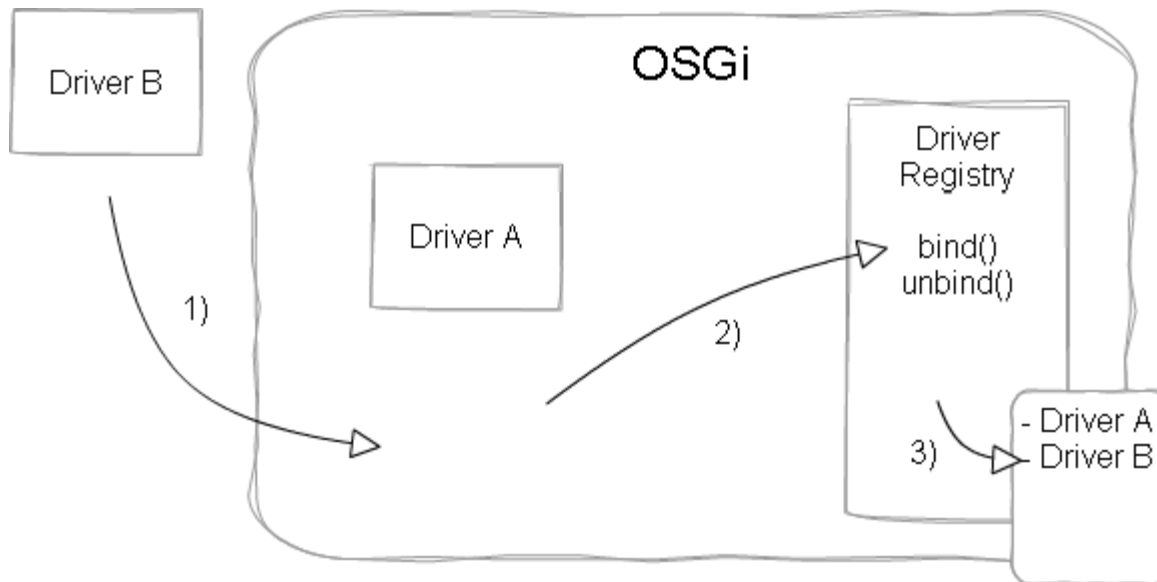 Driver B
OSGi
Driver
Registry
Driver A
bind()
unbind()
1)
2)
- Driver A
3)
- Driver B